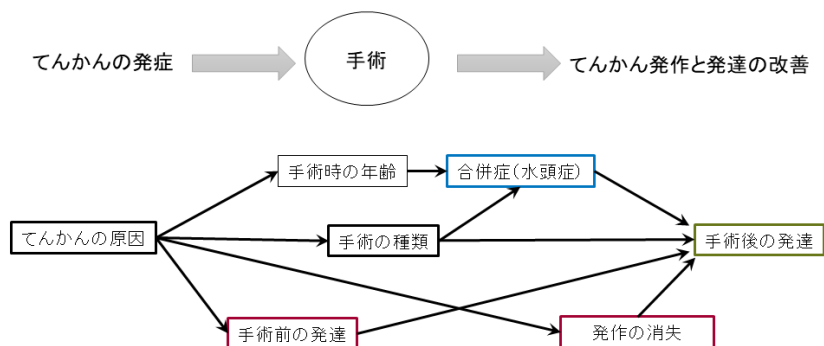 てんかんの発症
手術
てんかん発作と発達の改善
手術時の年齢
合併症(水頭症)
てんかんの原因
手術の種類
手術後の発達
手術前の発達
発作の消失